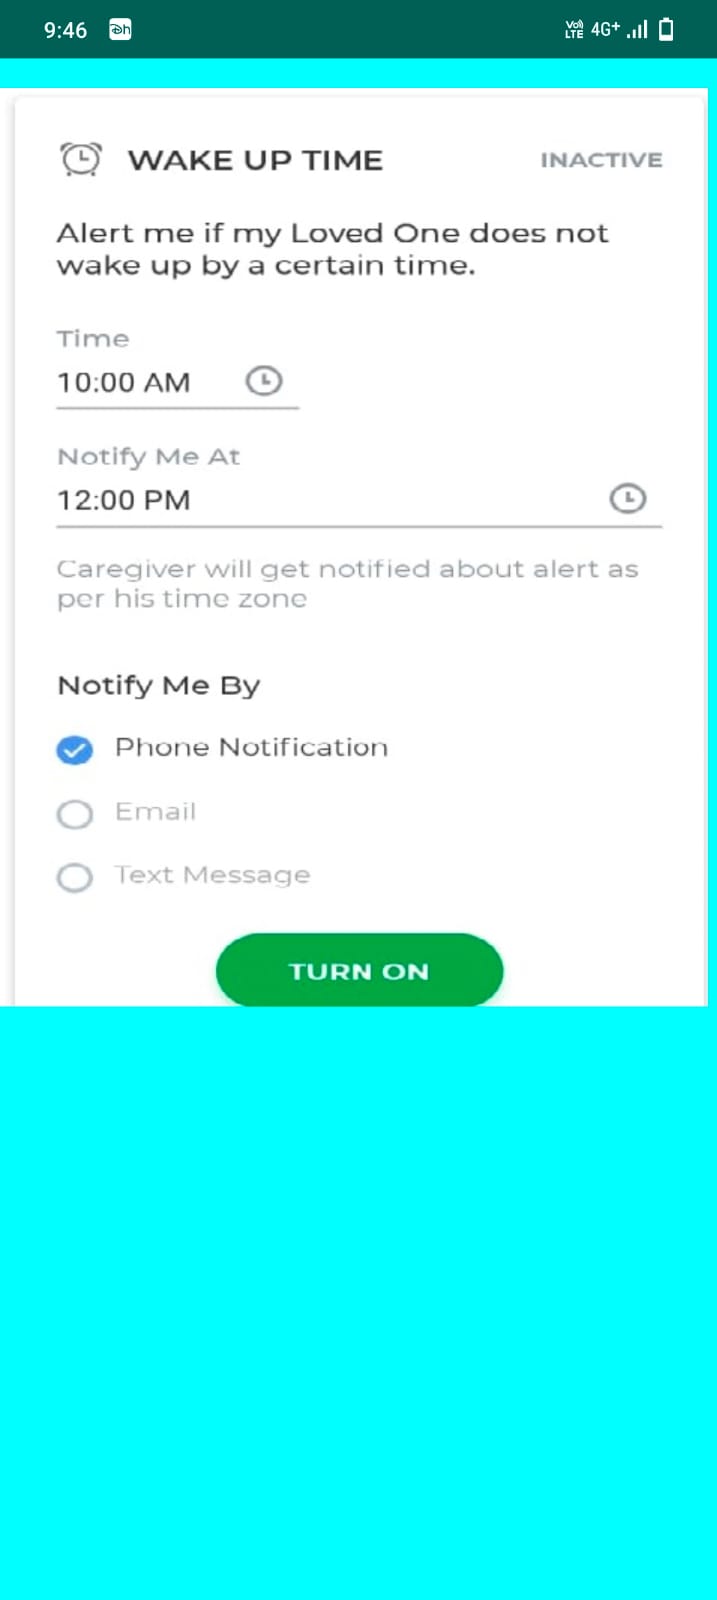 9:46 Vo) LTE 4G+
WAKE UP TIME INACTIVE
Alert me if my Loved One does not
wake up by a certain time.
Time
10:00 AM
Notify Me At
12:00 PM
Caregiver will get notified about alert as
per his time zone
Notify Me By
Phone Notification
Email
Text Message
TURN ON